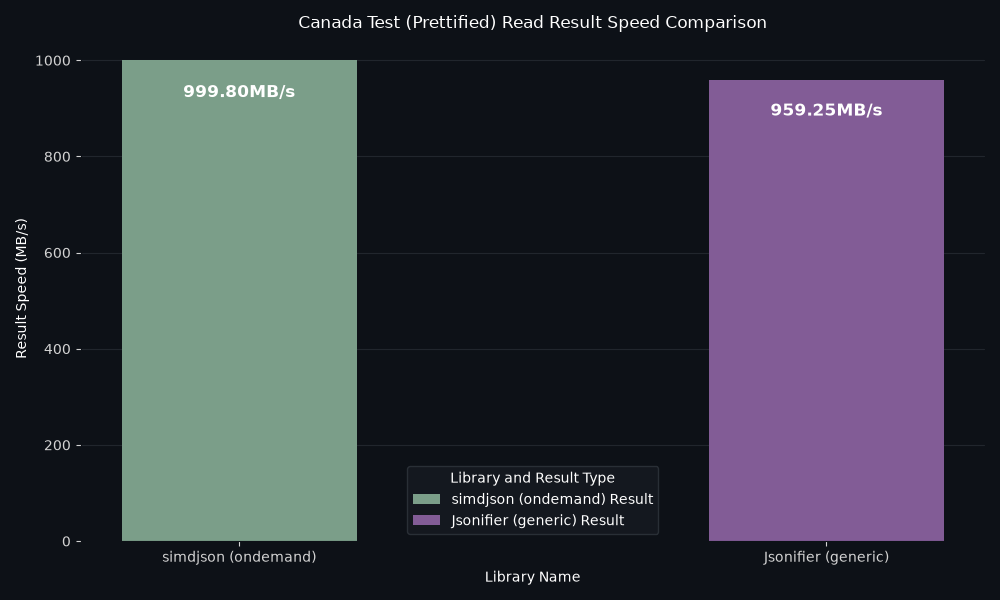 Canada Test (Prettified) Read Result Speed Comparison
1000
800
600
400
200
0
Result Speed (MB/s)
999.80MB/s
959.25MB/s
Library and Result Type
simdjson (ondemand) Result
Jsonifier (generic) Result
simdjson (ondemand)
Jsonifier (generic)
Library Name